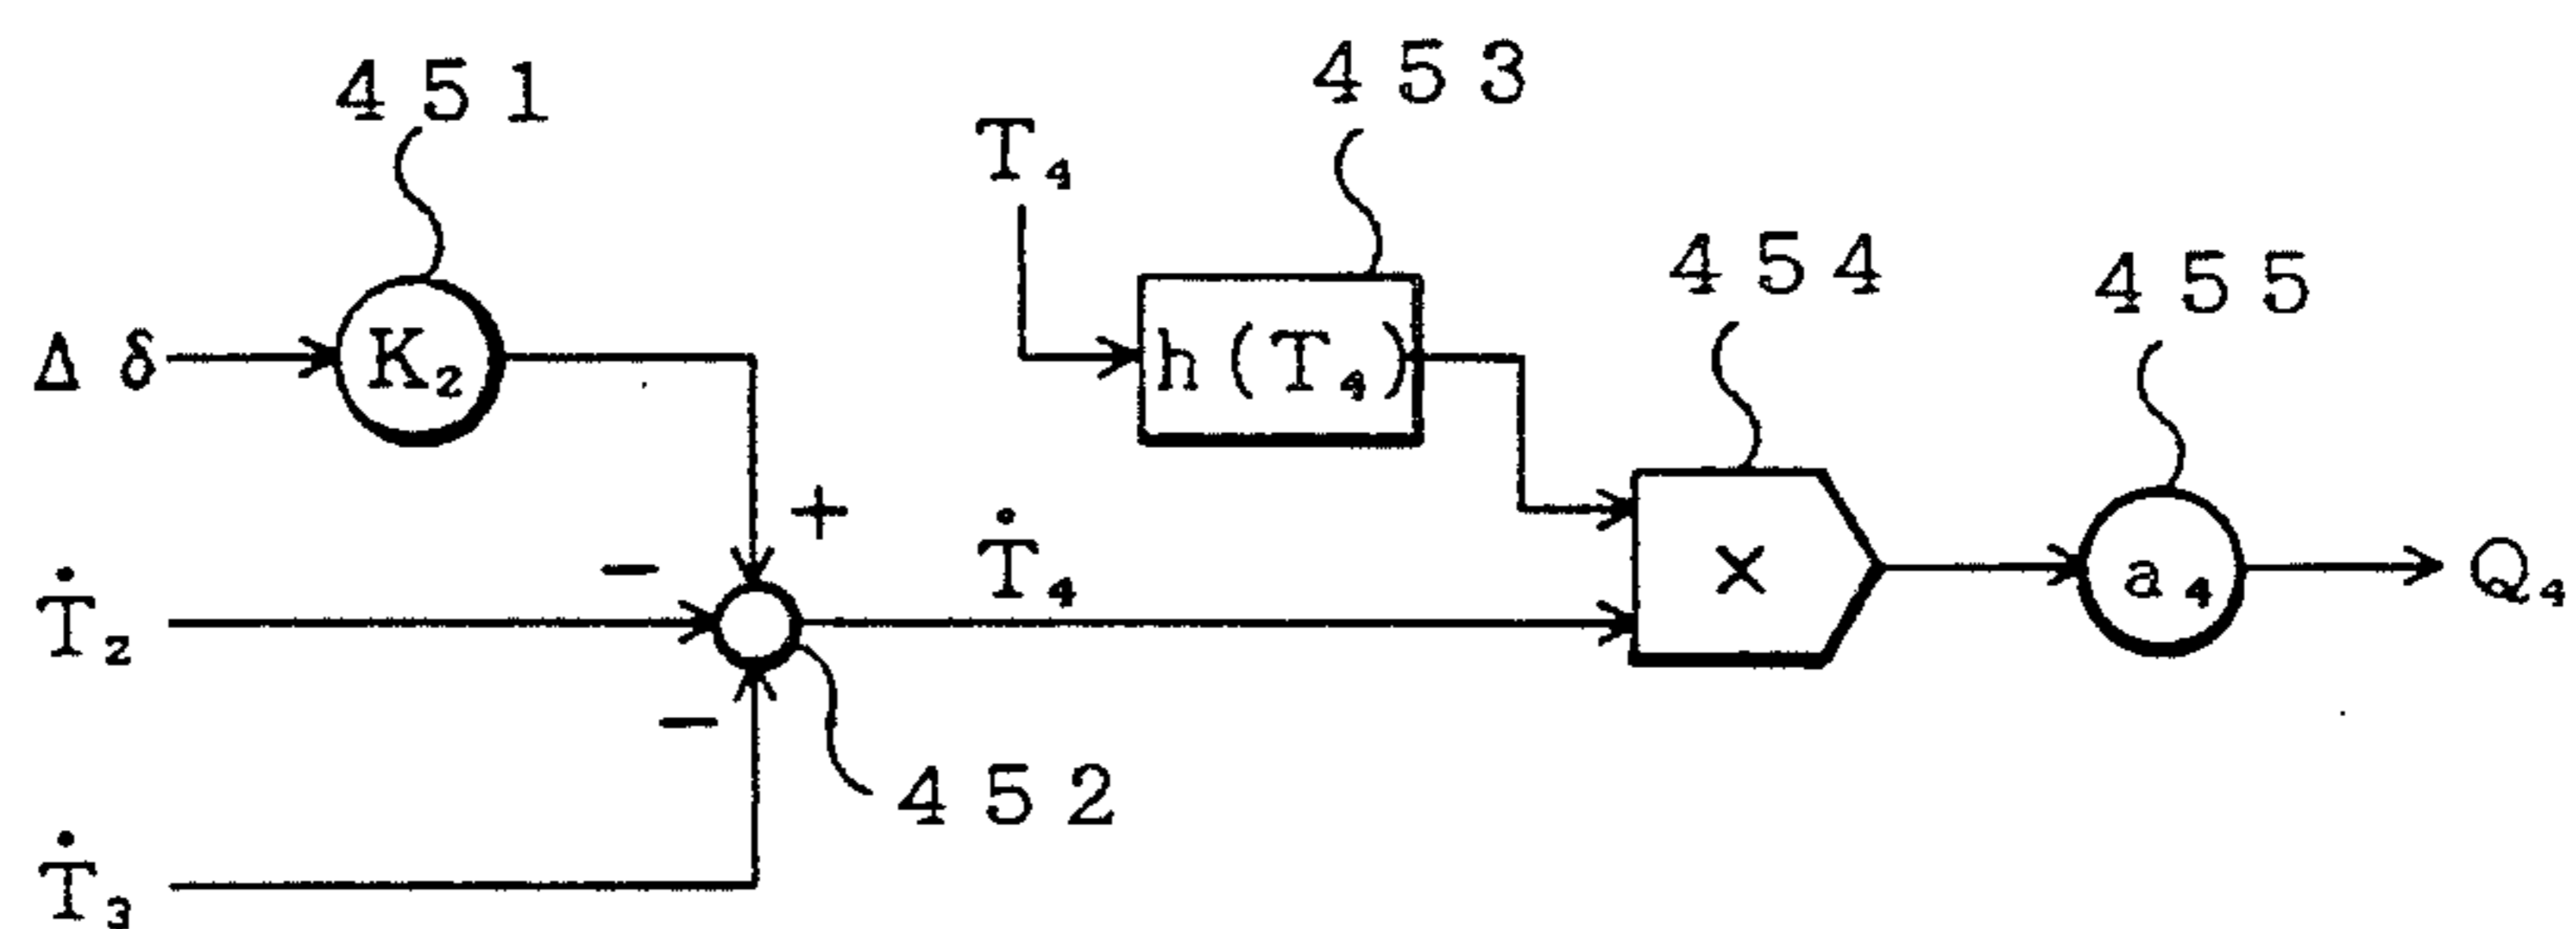 451
453
T₄
454
455
Δδ
K₂
h(T₄)
+
−
Ṫ₂
Ṫ₄
×
a₄
Q₄
−
452
Ṫ₃